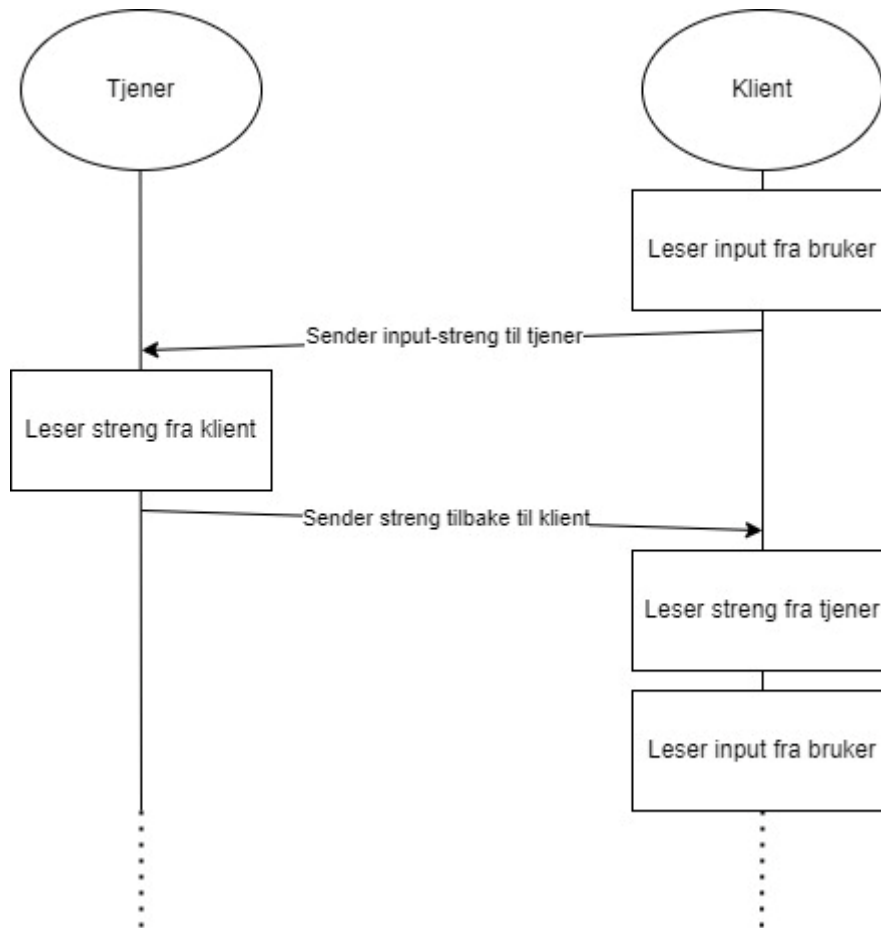 Tjener
Klient
Leser input fra bruker
Sender input-streng til tjener
Leser streng fra klient
Sender streng tilbake til klient
Leser streng fra tjener
Leser input fra bruker